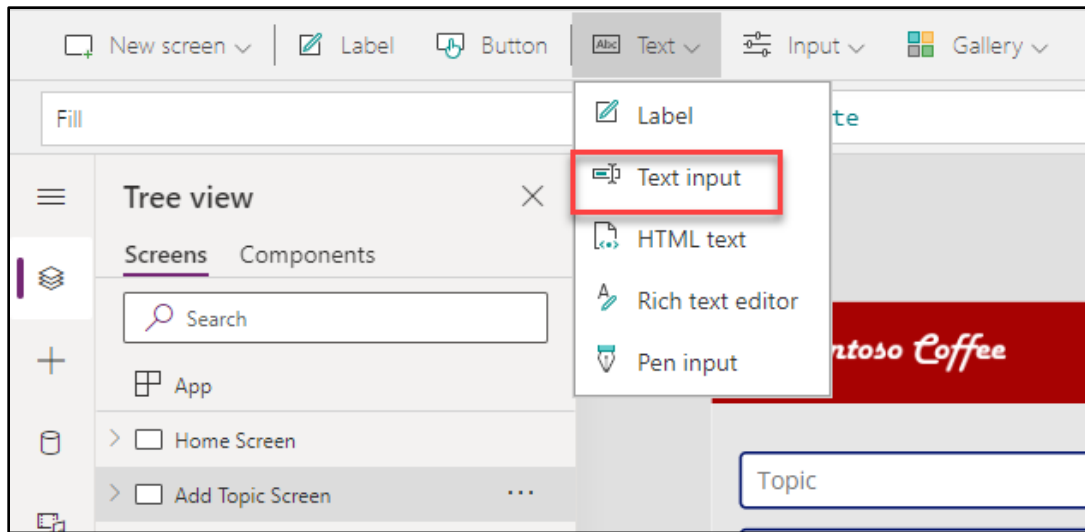 New screen
Label
Button
Abc Text
Input
Gallery
Fill
te
Label
Text input
HTML text
Rich text editor
Pen input
Tree view
Screens Components
Search
App
Home Screen
Add Topic Screen
ntoso Coffee
Topic